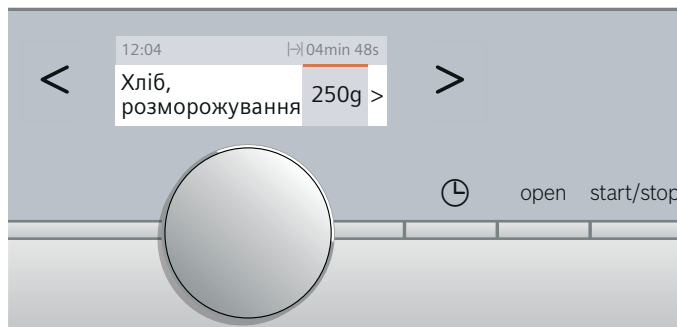 12:04 04min 48s
<
Хліб,
розморожування
250g >
>
open start/stop